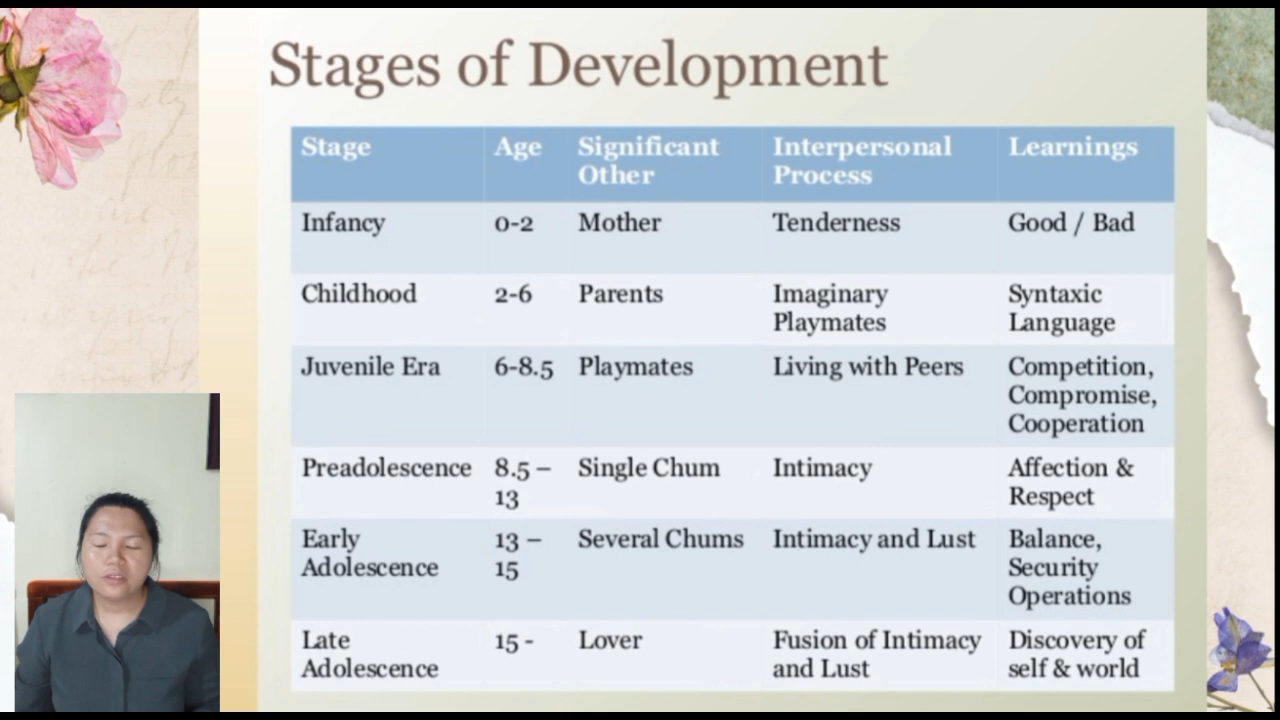 Stages of Development
Stage Age Significant Other Interpersonal Process Learnings
Infancy 0-2 Mother Tenderness Good / Bad
Childhood 2-6 Parents Imaginary Playmates Syntaxic Language
Juvenile Era 6-8.5 Playmates Living with Peers Competition, Compromise, Cooperation
Preadolescence 8.5 – 13 Single Chum Intimacy Affection & Respect
Early Adolescence 13 – 15 Several Chums Intimacy and Lust Balance, Security Operations
Late Adolescence 15 - Lover Fusion of Intimacy and Lust Discovery of self & world